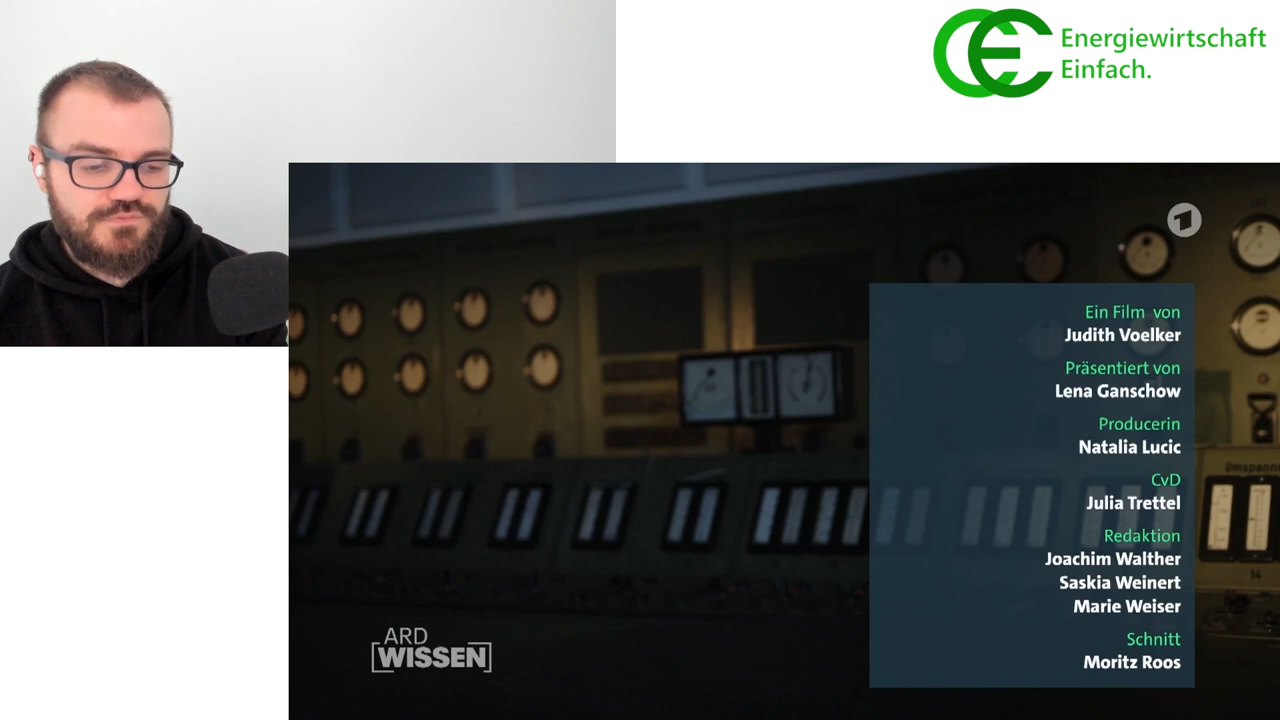 Energiewirtschaft
Einfach.
Ein Film von
Judith Voelker
Präsentiert von
Lena Ganschow
Producerin
Natalia Lucic
CvD
Julia Trettel
Redaktion
Joachim Walther
Saskia Weinert
Marie Weiser
Schnitt
Moritz Roos
14
ARD
WISSEN